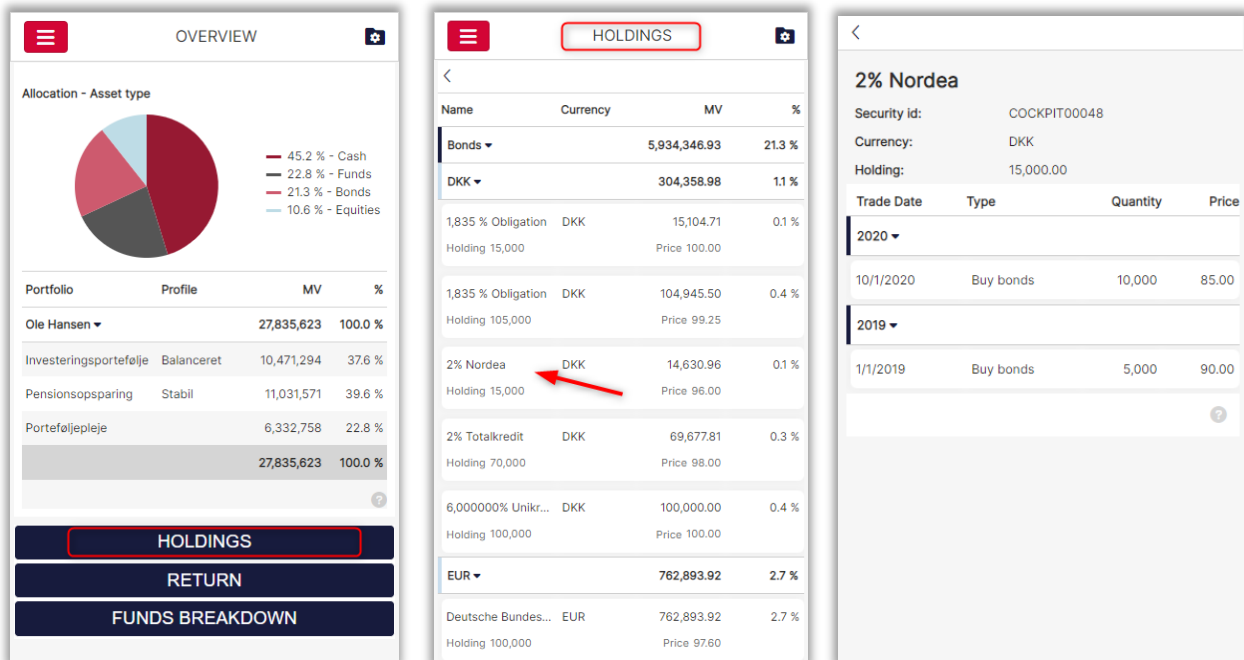 OVERVIEW
Allocation - Asset type
45.2 % - Cash
22.8 % - Funds
21.3 % - Bonds
10.6 % - Equities
Portfolio Profile MV %
Ole Hansen 27,835,623 100.0 %
Investeringsportefølje Balanceret 10,471,294 37.6 %
Pensionsopsparing Stabil 11,031,571 39.6 %
Porteføljepleje 6,332,758 22.8 %
27,835,623 100.0 %
?
HOLDINGS
RETURN
FUNDS BREAKDOWN
HOLDINGS
Name Currency MV %
Bonds 5,934,346.93 21.3 %
DKK 304,358.98 1.1 %
1,835 % Obligation DKK 15,104.71 0.1 %
Holding 15,000 Price 100.00
1,835 % Obligation DKK 104,945.50 0.4 %
Holding 105,000 Price 99.25
2% Nordea DKK 14,630.96 0.1 %
Holding 15,000 Price 96.00
2% Totalkredit DKK 69,677.81 0.3 %
Holding 70,000 Price 98.00
6,000000% Unikr... DKK 100,000.00 0.4 %
Holding 100,000 Price 100.00
EUR 762,893.92 2.7 %
Deutsche Bundes... EUR 762,893.92 2.7 %
Holding 100,000 Price 97.60
2% Nordea
Security id: COCKPIT00048
Currency: DKK
Holding: 15,000.00
Trade Date Type Quantity Price
2020
10/1/2020 Buy bonds 10,000 85.00
2019
1/1/2019 Buy bonds 5,000 90.00
?